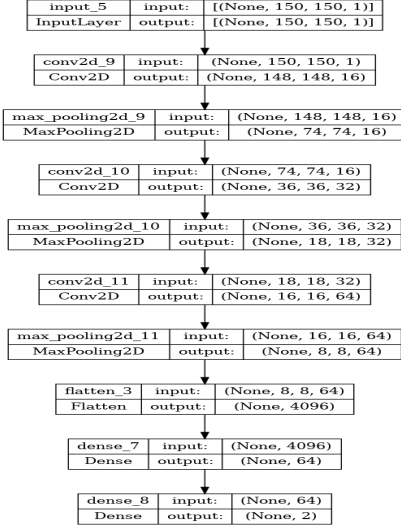 input_5 input: [(None, 150, 150, 1)]
InputLayer output: [(None, 150, 150, 1)]
conv2d_9 input: (None, 150, 150, 1)
Conv2D output: (None, 148, 148, 16)
max_pooling2d_9 input: (None, 148, 148, 16)
MaxPooling2D output: (None, 74, 74, 16)
conv2d_10 input: (None, 74, 74, 16)
Conv2D output: (None, 36, 36, 32)
max_pooling2d_10 input: (None, 36, 36, 32)
MaxPooling2D output: (None, 18, 18, 32)
conv2d_11 input: (None, 18, 18, 32)
Conv2D output: (None, 16, 16, 64)
max_pooling2d_11 input: (None, 16, 16, 64)
MaxPooling2D output: (None, 8, 8, 64)
flatten_3 input: (None, 8, 8, 64)
Flatten output: (None, 4096)
dense_7 input: (None, 4096)
Dense output: (None, 64)
dense_8 input: (None, 64)
Dense output: (None, 2)